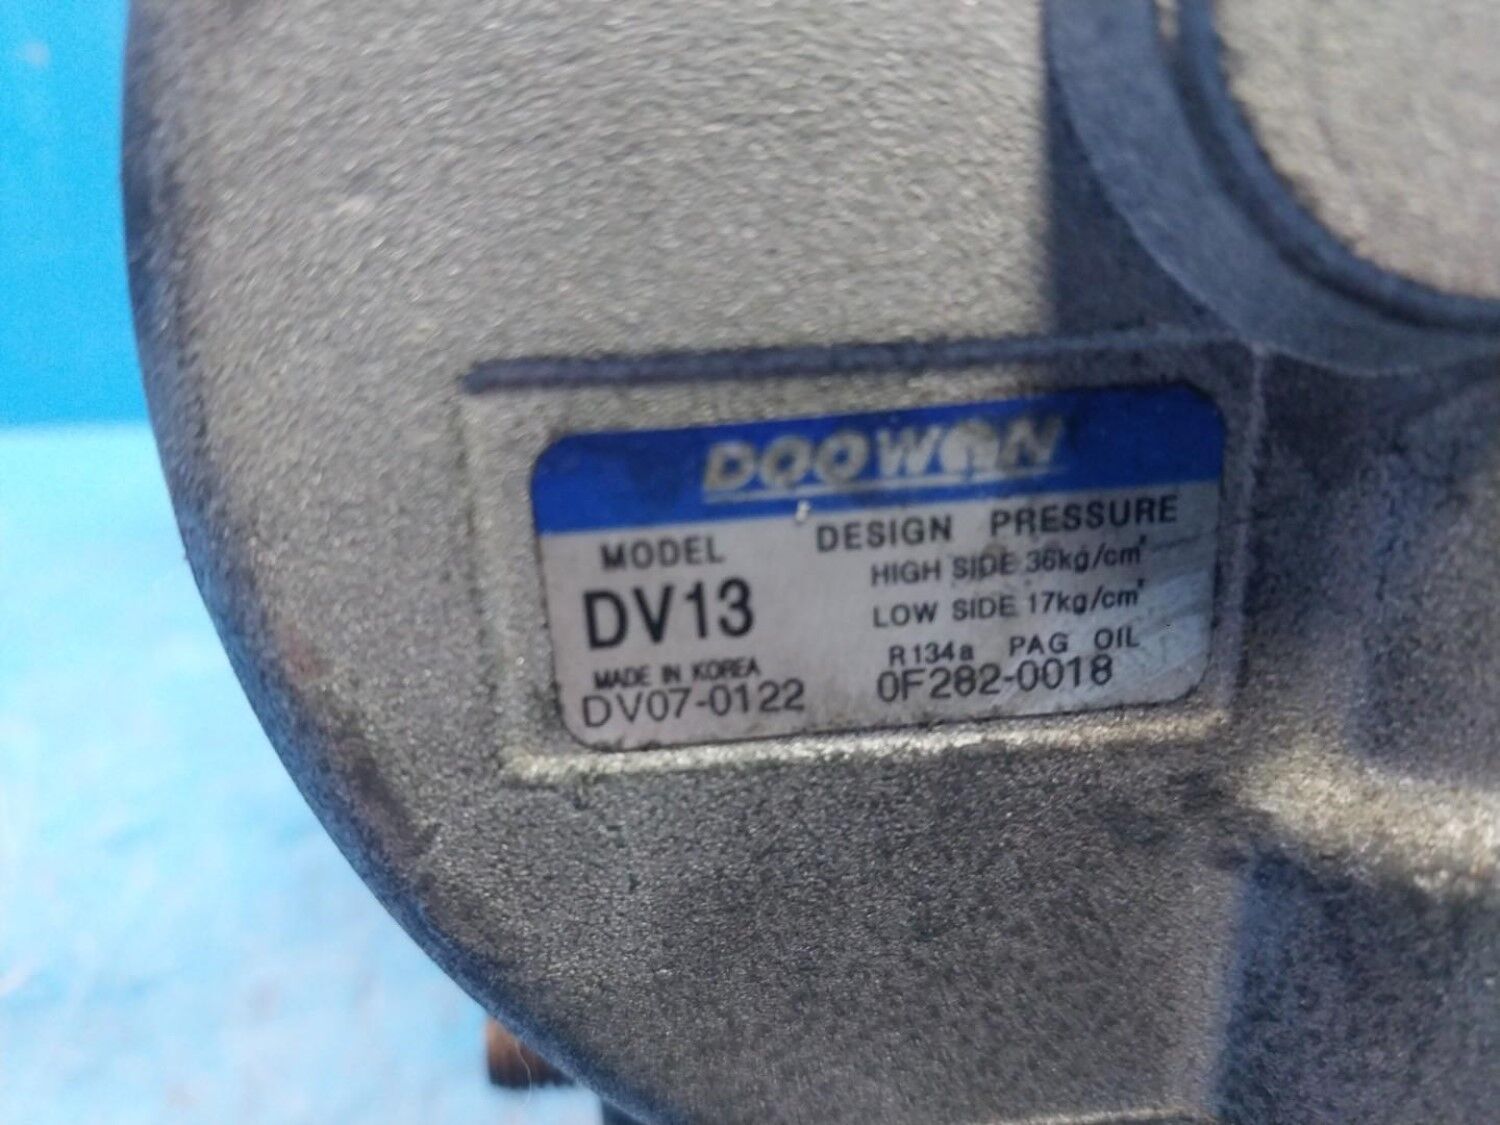 DOOWON
MODEL
DV13
MADE IN KOREA
DV07-0122
DESIGN PRESSURE
HIGH SIDE 36kg/cm²
LOW SIDE 17kg/cm²
R134a PAG OIL
0F282-0018